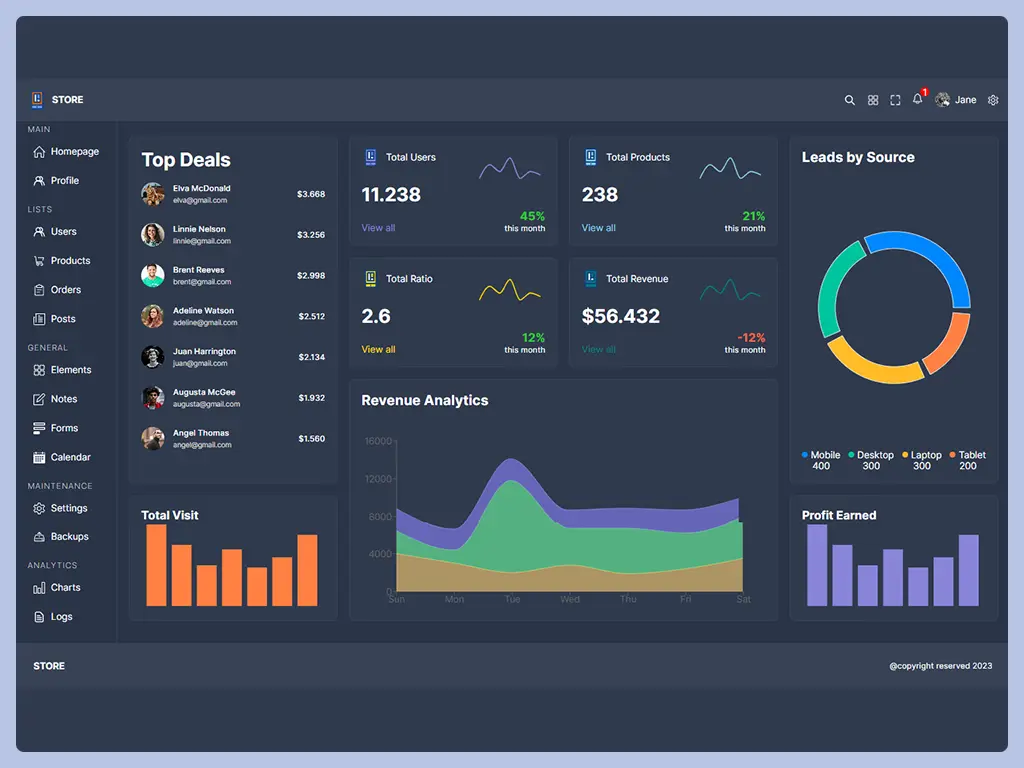 STORE
1
Jane
MAIN
Homepage
Profile
LISTS
Users
Products
Orders
Posts
GENERAL
Elements
Notes
Forms
Calendar
MAINTENANCE
Settings
Backups
ANALYTICS
Charts
Logs
Top Deals
Elva McDonald
elva@gmail.com
$3.668
Linnie Nelson
linnie@gmail.com
$3.256
Brent Reeves
brent@gmail.com
$2.998
Adeline Watson
adeline@gmail.com
$2.512
Juan Harrington
juan@gmail.com
$2.134
Augusta McGee
augusta@gmail.com
$1.932
Angel Thomas
angel@gmail.com
$1.560
Total Users
11.238
View all
45%
this month
Total Products
238
View all
21%
this month
Total Ratio
2.6
View all
12%
this month
Total Revenue
$56.432
View all
-12%
this month
Leads by Source
Mobile
400
Desktop
300
Laptop
300
Tablet
200
Total Visit
Revenue Analytics
16000
12000
8000
4000
0
Sun Mon Tue Wed Thu Fri Sat
Profit Earned
STORE
@copyright reserved 2023